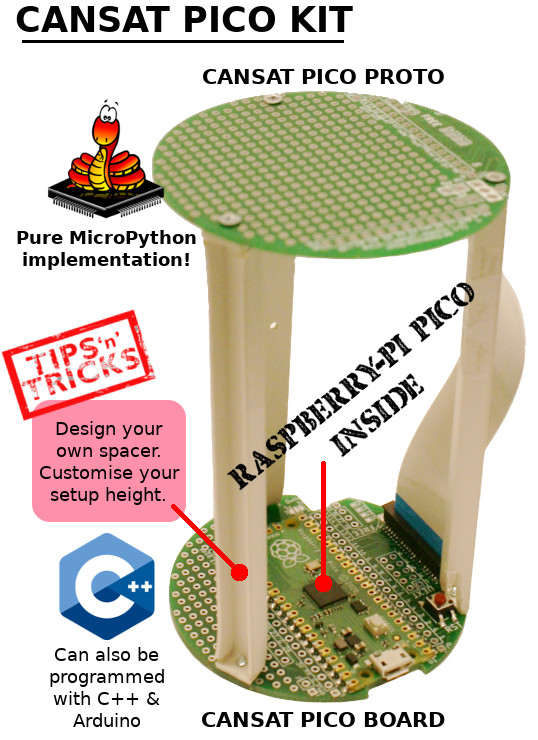 CANSAT PICO KIT
CANSAT PICO PROTO
Pure MicroPython
implementation!
TIPS'n'
TRICKS
RASPBERRY-PI PICO
INSIDE
Design your
own spacer.
Customise your
setup height.
C++
Can also be
programmed
with C++ &
Arduino
CANSAT PICO BOARD